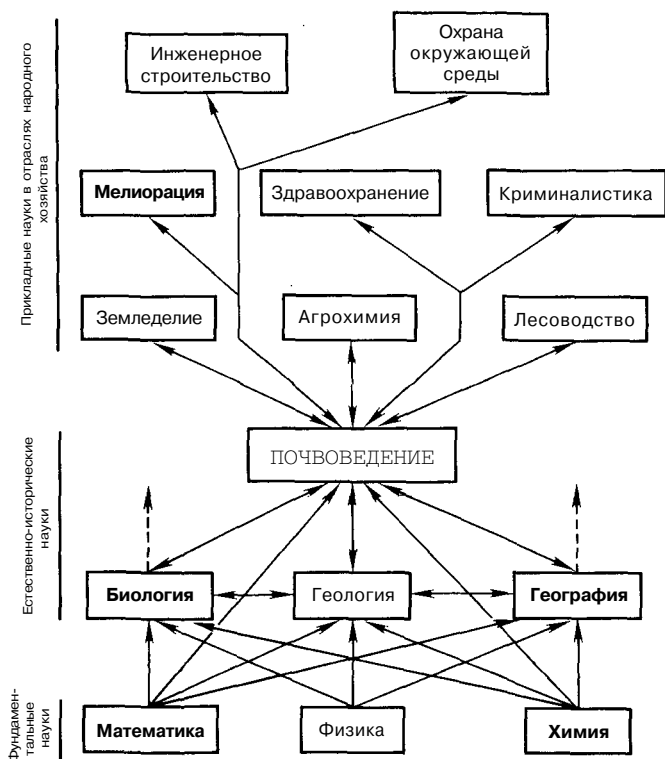 Прикладные науки в отраслях народного
хозяйства
Инженерное
строительство
Охрана
окружающей
среды
Мелиорация
Здравоохранение
Криминалистика
Земледелие
Агрохимия
Лесоводство
Естественно-исторические
науки
ПОЧВОВЕДЕНИЕ
Биология
Геология
География
Фундамен-
тальные
науки
Математика
Физика
Химия